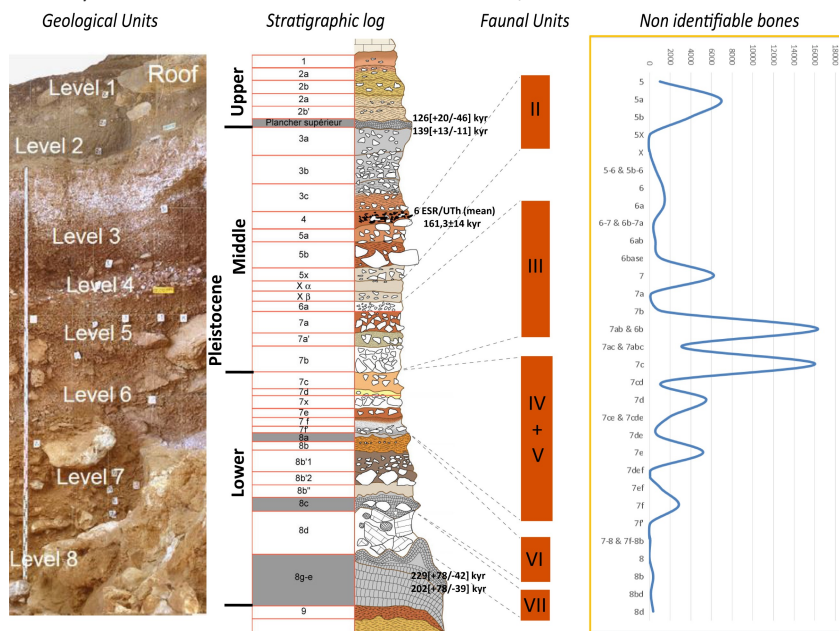 Geological Units
Stratigraphic log
Faunal Units
Non identifiable bones
Roof
Level 1
Level 2
Level 3
Level 4
Level 5
Level 6
Level 7
Level 8
Pleistocene
Upper
Middle
Lower
1
2a
2b
2a
2b'
Plancher supérieur
3a
3b
3c
4
5a
5b
5x
X α
X β
6a
7a
7a'
7b
7c
7d
7x
7e
7 f
7f'
8a
8b
8b'1
8b'2
8b"
8c
8d
8g-e
9
126[+20/-46] kyr
139[+13/-11] kyr
6 ESR/UTh (mean)
161,3±14 kyr
229[+78/-42] kyr
202[+78/-39] kyr
II
III
IV
+
V
VI
VII
0
2000
4000
6000
8000
10000
12000
14000
16000
18000
5
5a
5b
5X
X
5-6 & 5b-6
6
6a
6-7 & 6b-7a
6ab
6base
7
7a
7b
7ab & 6b
7ac & 7abc
7c
7cd
7d
7ce & 7cde
7de
7e
7def
7ef
7f
7f'
7-8 & 7f-8b
8
8b
8bd
8d